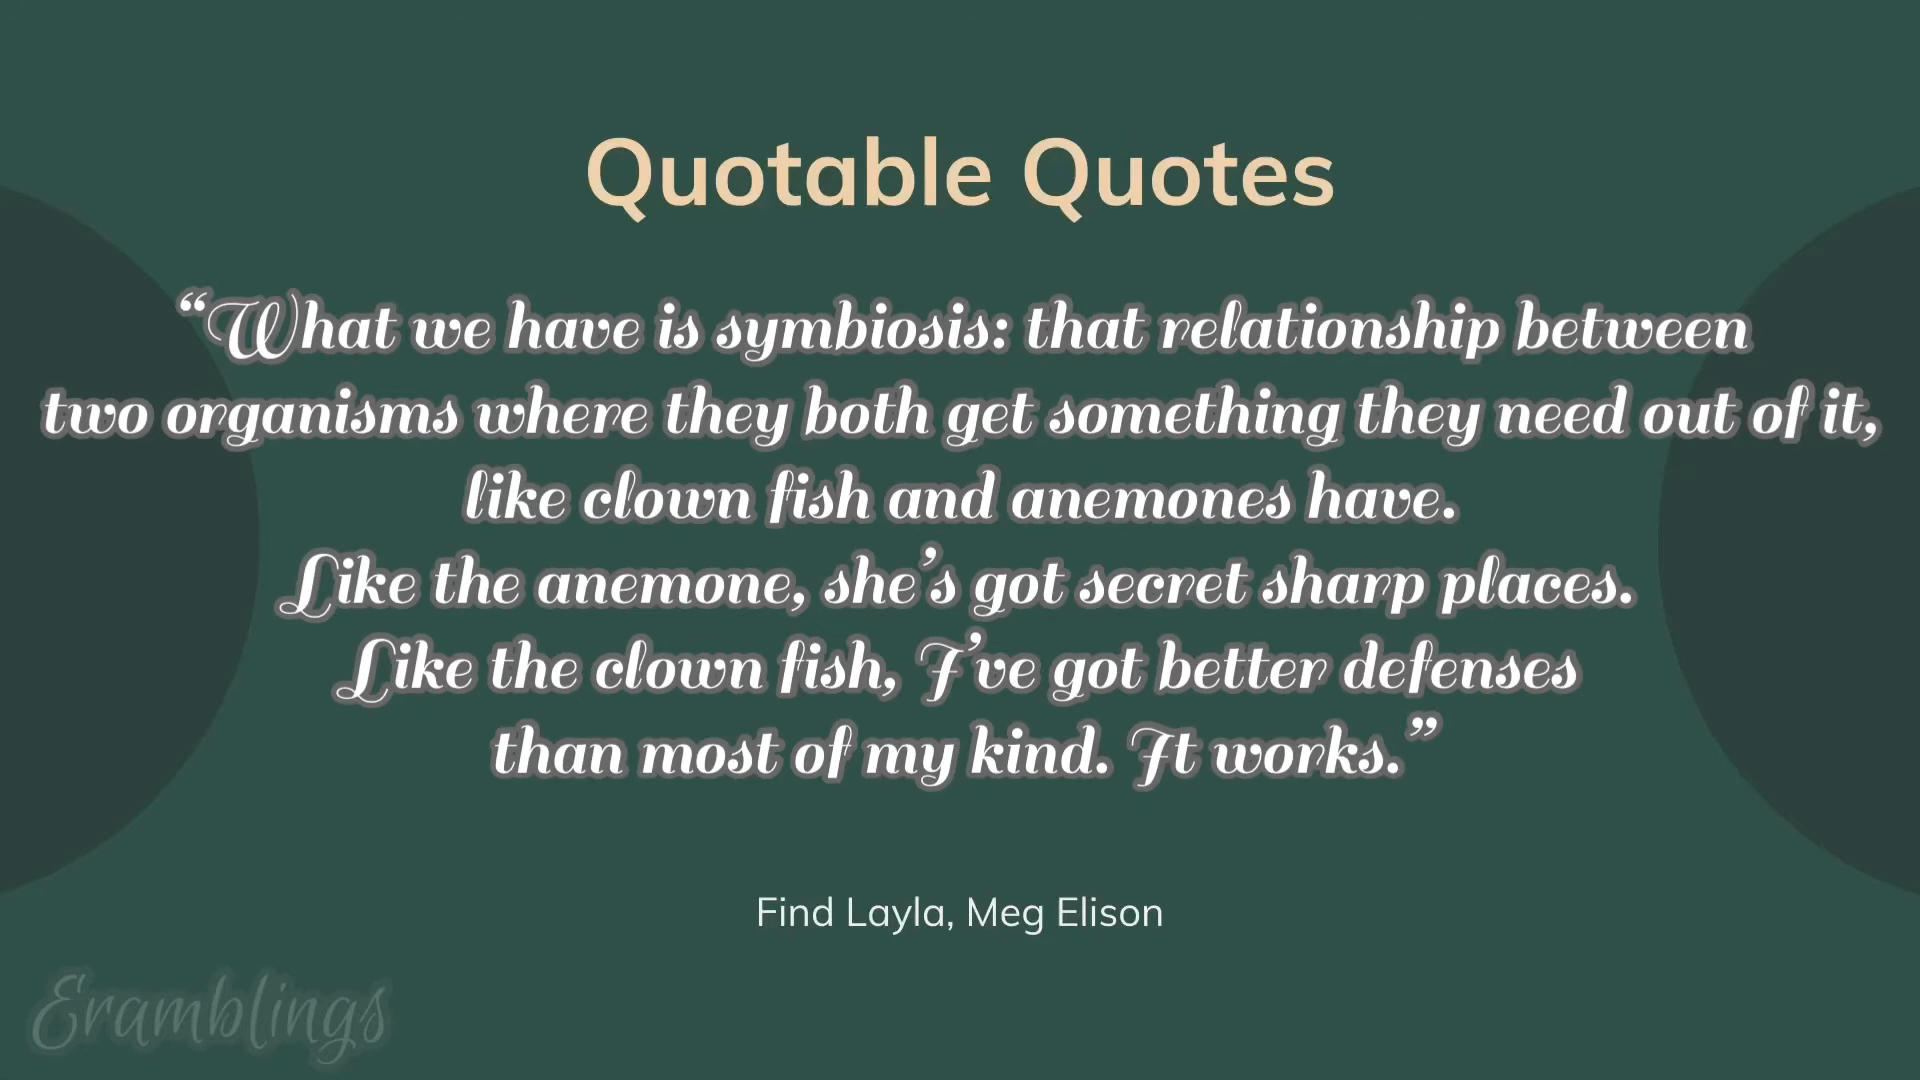 Quotable Quotes
“What we have is symbiosis: that relationship between
two organisms where they both get something they need out of it,
like clown fish and anemones have.
Like the anemone, she’s got secret sharp places.
Like the clown fish, I’ve got better defenses
than most of my kind. It works.”
Find Layla, Meg Elison
Eramblings